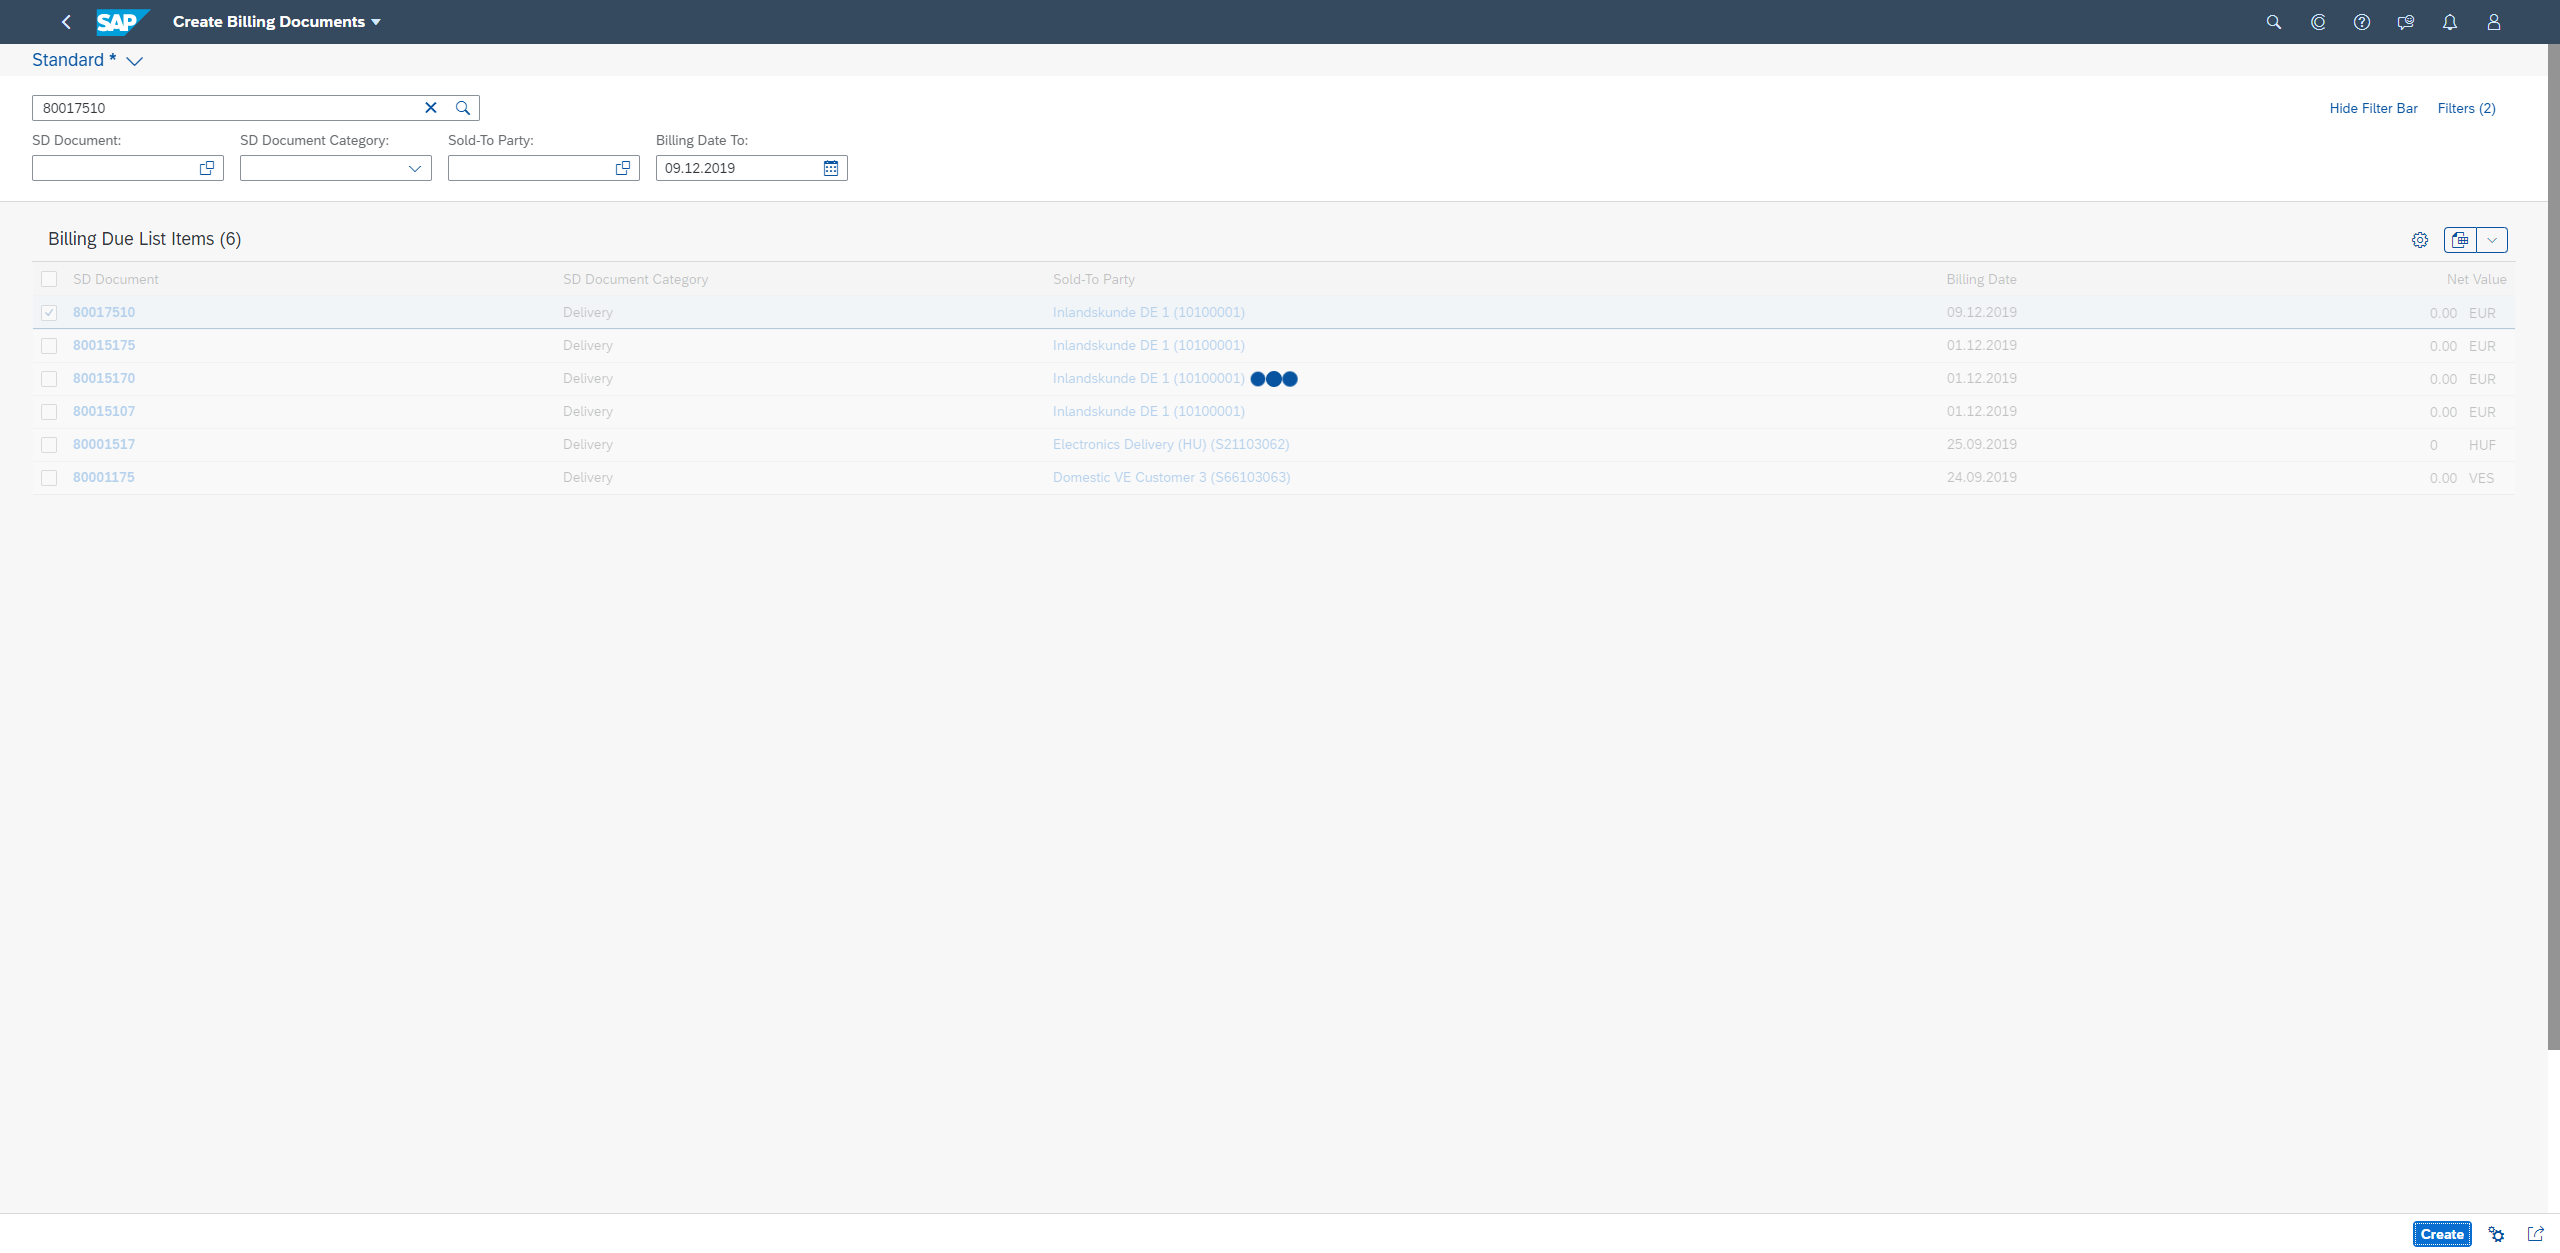 SAP Create Billing Documents
Standard *
80017510
Hide Filter Bar Filters (2)
SD Document: SD Document Category: Sold-To Party: Billing Date To:
09.12.2019
Billing Due List Items (6)
SD Document SD Document Category Sold-To Party Billing Date Net Value
80017510 Delivery Inlandskunde DE 1 (10100001) 09.12.2019 0.00 EUR
80015175 Delivery Inlandskunde DE 1 (10100001) 01.12.2019 0.00 EUR
80015170 Delivery Inlandskunde DE 1 (10100001) 01.12.2019 0.00 EUR
80015107 Delivery Inlandskunde DE 1 (10100001) 01.12.2019 0.00 EUR
80001517 Delivery Electronics Delivery (HU) (S21103062) 25.09.2019 0 HUF
80001175 Delivery Domestic VE Customer 3 (S66103063) 24.09.2019 0.00 VES
Create